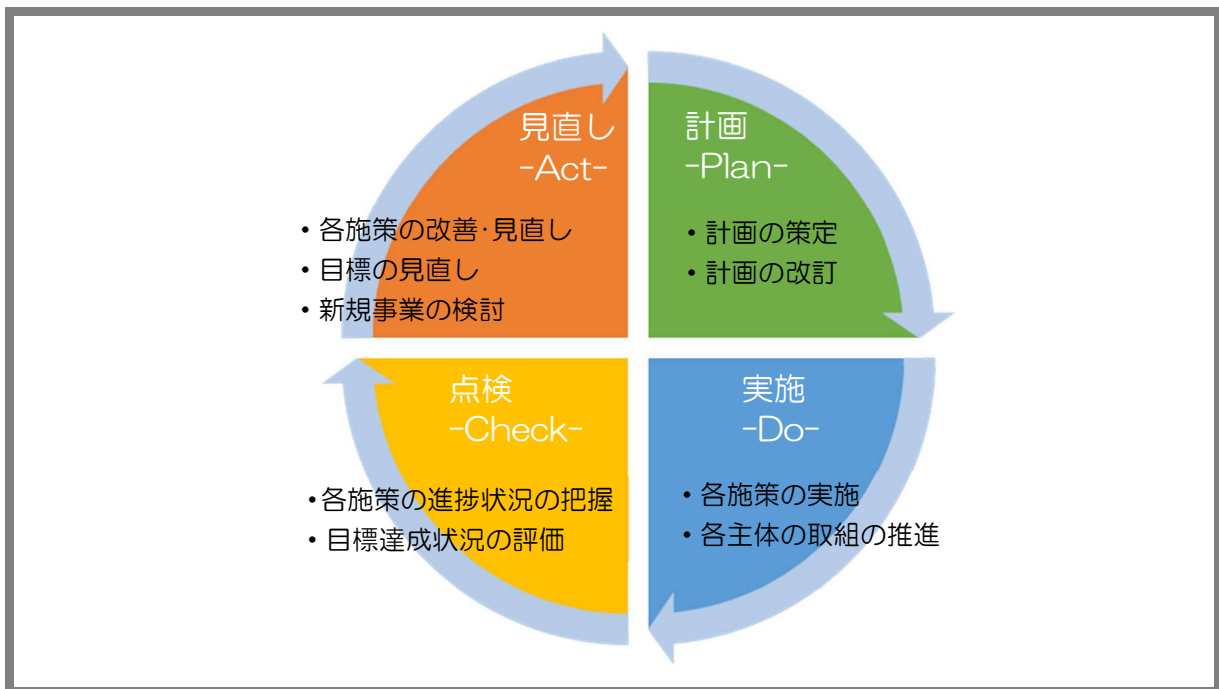 見直し
-Act-
・各施策の改善･見直し
・目標の見直し
・新規事業の検討
計画
-Plan-
・計画の策定
・計画の改訂
点検
-Check-
・各施策の進捗状況の把握
・目標達成状況の評価
実施
-Do-
・各施策の実施
・各主体の取組の推進